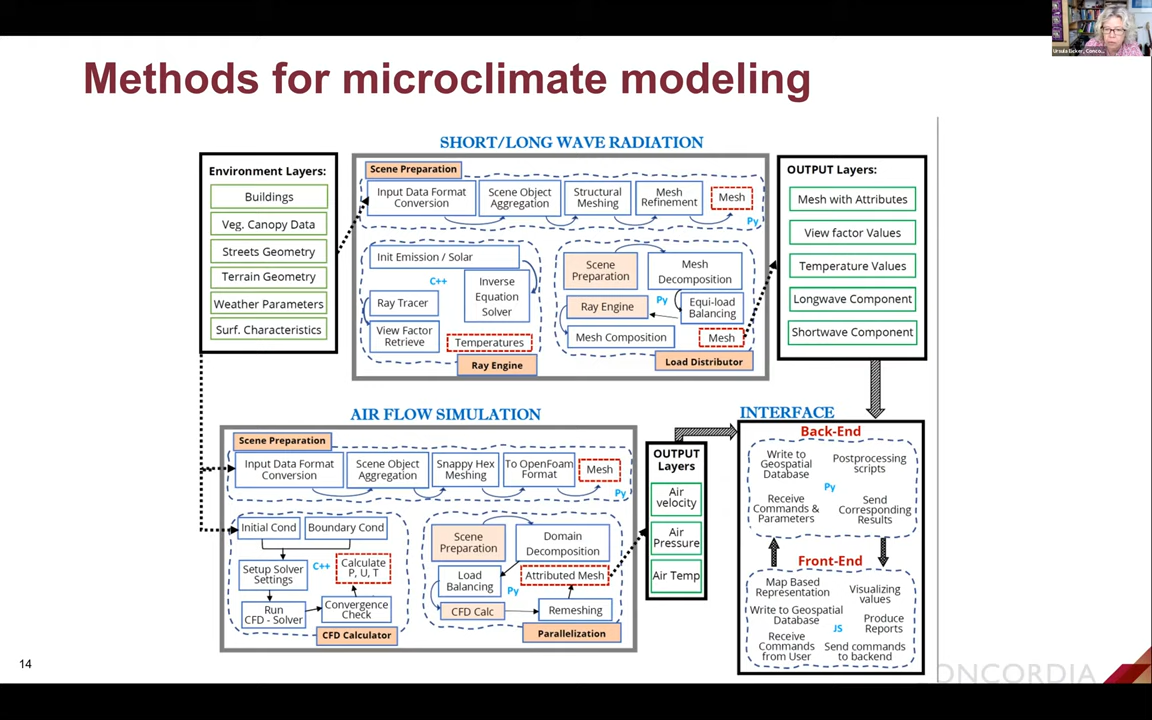 Methods for microclimate modeling
Ursula Eicker, Conco...
SHORT/LONG WAVE RADIATION
Environment Layers:
Buildings
Veg. Canopy Data
Streets Geometry
Terrain Geometry
Weather Parameters
Surf. Characteristics
Scene Preparation
Input Data Format
Conversion
Scene Object
Aggregation
Structural
Meshing
Mesh
Refinement
Mesh
Py
Init Emission / Solar
C++
Inverse
Equation
Solver
Ray Tracer
View Factor
Retrieve
Temperatures
Ray Engine
Scene
Preparation
Mesh
Decomposition
Ray Engine
Py
Equi-load
Balancing
Mesh Composition
Mesh
Load Distributor
OUTPUT Layers:
Mesh with Attributes
View factor Values
Temperature Values
Longwave Component
Shortwave Component
AIR FLOW SIMULATION
Scene Preparation
Input Data Format
Conversion
Scene Object
Aggregation
Snappy Hex
Meshing
To OpenFoam
Format
Mesh
Py
Initial Cond
Boundary Cond
Setup Solver
Settings
C++
Calculate
P, U, T
Run
CFD - Solver
Convergence
Check
CFD Calculator
Scene
Preparation
Domain
Decomposition
Load
Balancing
Py
Attributed Mesh
CFD Calc
Remeshing
Parallelization
OUTPUT
Layers
Air
velocity
Air
Pressure
Air Temp
INTERFACE
Back-End
Write to
Geospatial
Database
Postprocessing
scripts
Py
Receive
Commands &
Parameters
Send
Corresponding
Results
Front-End
Map Based
Representation
Visualizing
values
Write to Geospatial
Database
JS
Produce
Reports
Receive
Commands
from User
Send commands
to backend
14
ONCORDIA